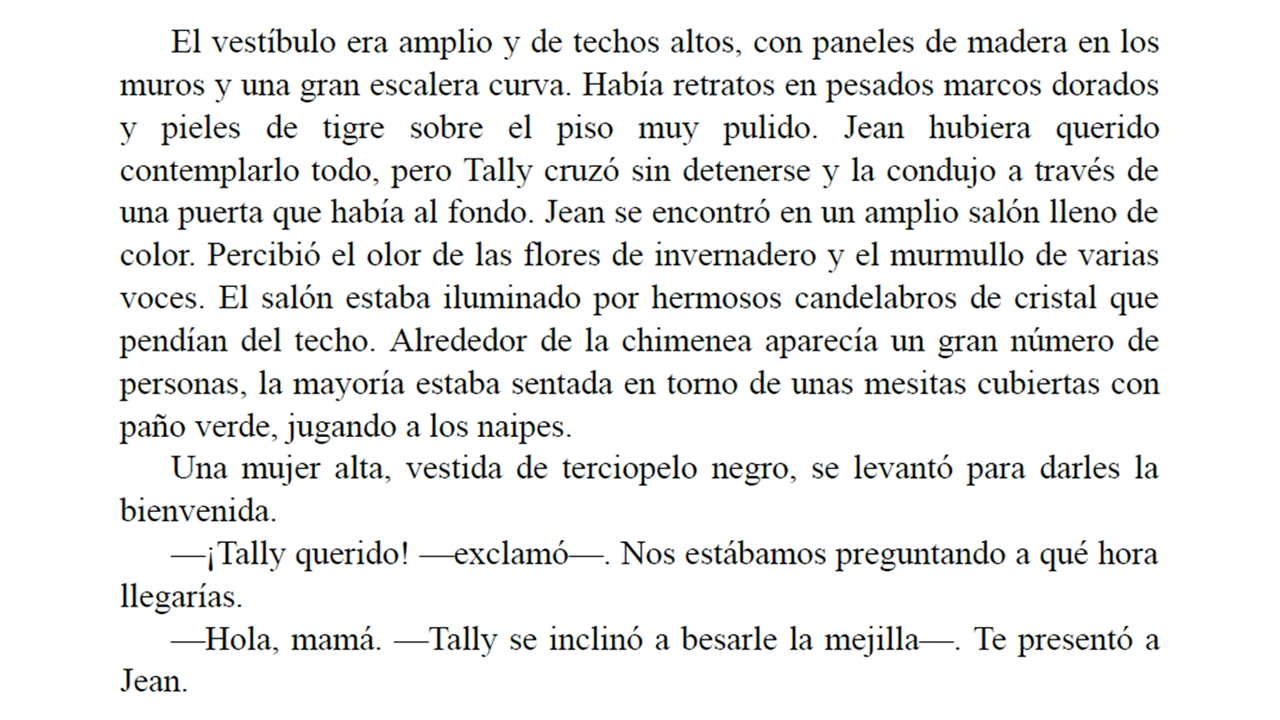 El vestíbulo era amplio y de techos altos, con paneles de madera en los
muros y una gran escalera curva. Había retratos en pesados marcos dorados
y pieles de tigre sobre el piso muy pulido. Jean hubiera querido
contemplarlo todo, pero Tally cruzó sin detenerse y la condujo a través de
una puerta que había al fondo. Jean se encontró en un amplio salón lleno de
color. Percibió el olor de las flores de invernadero y el murmullo de varias
voces. El salón estaba iluminado por hermosos candelabros de cristal que
pendían del techo. Alrededor de la chimenea aparecía un gran número de
personas, la mayoría estaba sentada en torno de unas mesitas cubiertas con
paño verde, jugando a los naipes.
Una mujer alta, vestida de terciopelo negro, se levantó para darles la
bienvenida.
—¡Tally querido! —exclamó—. Nos estábamos preguntando a qué hora
llegarías.
—Hola, mamá. —Tally se inclinó a besarle la mejilla—. Te presentó a
Jean.